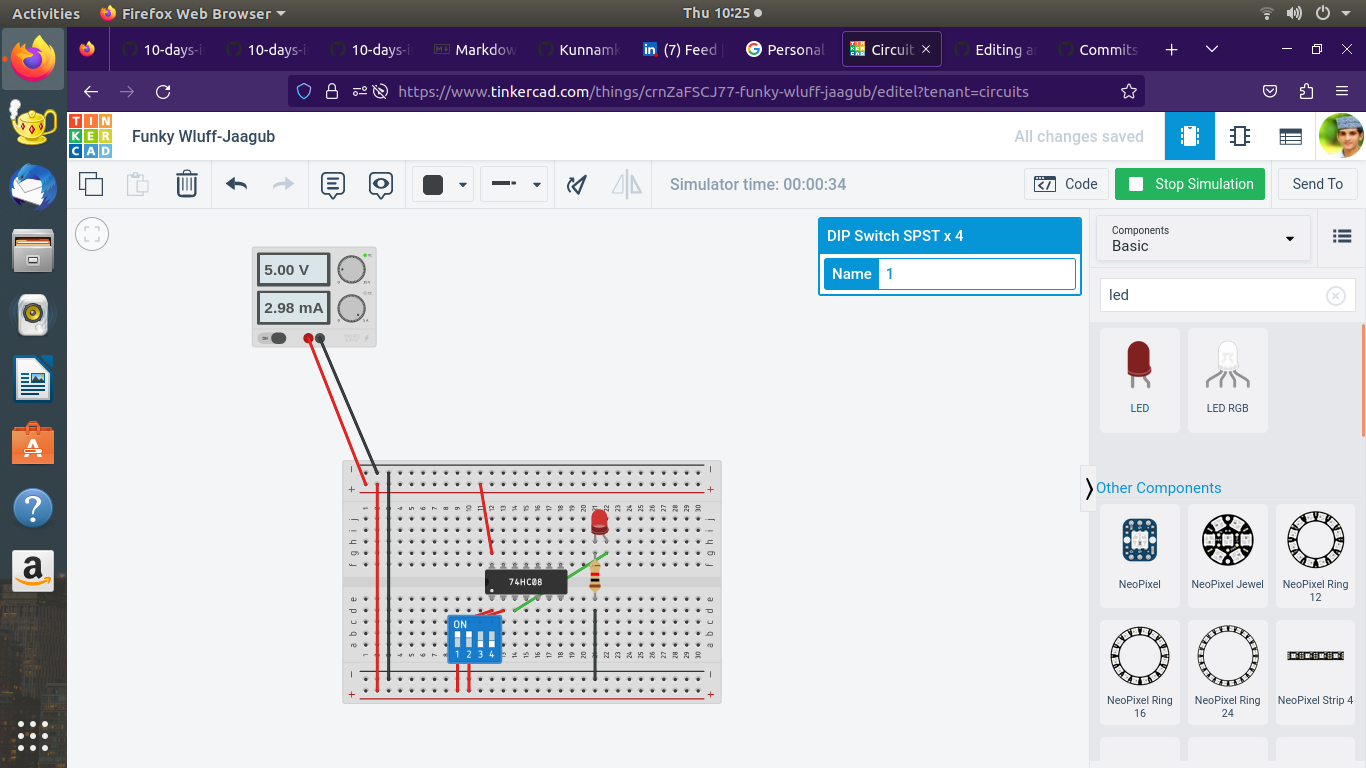 Activities Firefox Web Browser Thu 10:25
10-days-i 10-days-i 10-days-i Markdow Kunnamk (7) Feed Personal Circuit Editing a Commits
https://www.tinkercad.com/things/crnZaFSCJ77-funky-wluff-jaagub/editel?tenant=circuits
TIN
KER
CAD
Funky Wluff-Jaagub
All changes saved
Simulator time: 00:00:34
Code
Stop Simulation
Send To
5.00 V
2.98 mA
DIP Switch SPST x 4
Name 1
Components
Basic
led
LED
LED RGB
Other Components
NeoPixel
NeoPixel Jewel
NeoPixel Ring
12
NeoPixel Ring
16
NeoPixel Ring
24
NeoPixel Strip 4
74HC08
ON
1 2 3 4